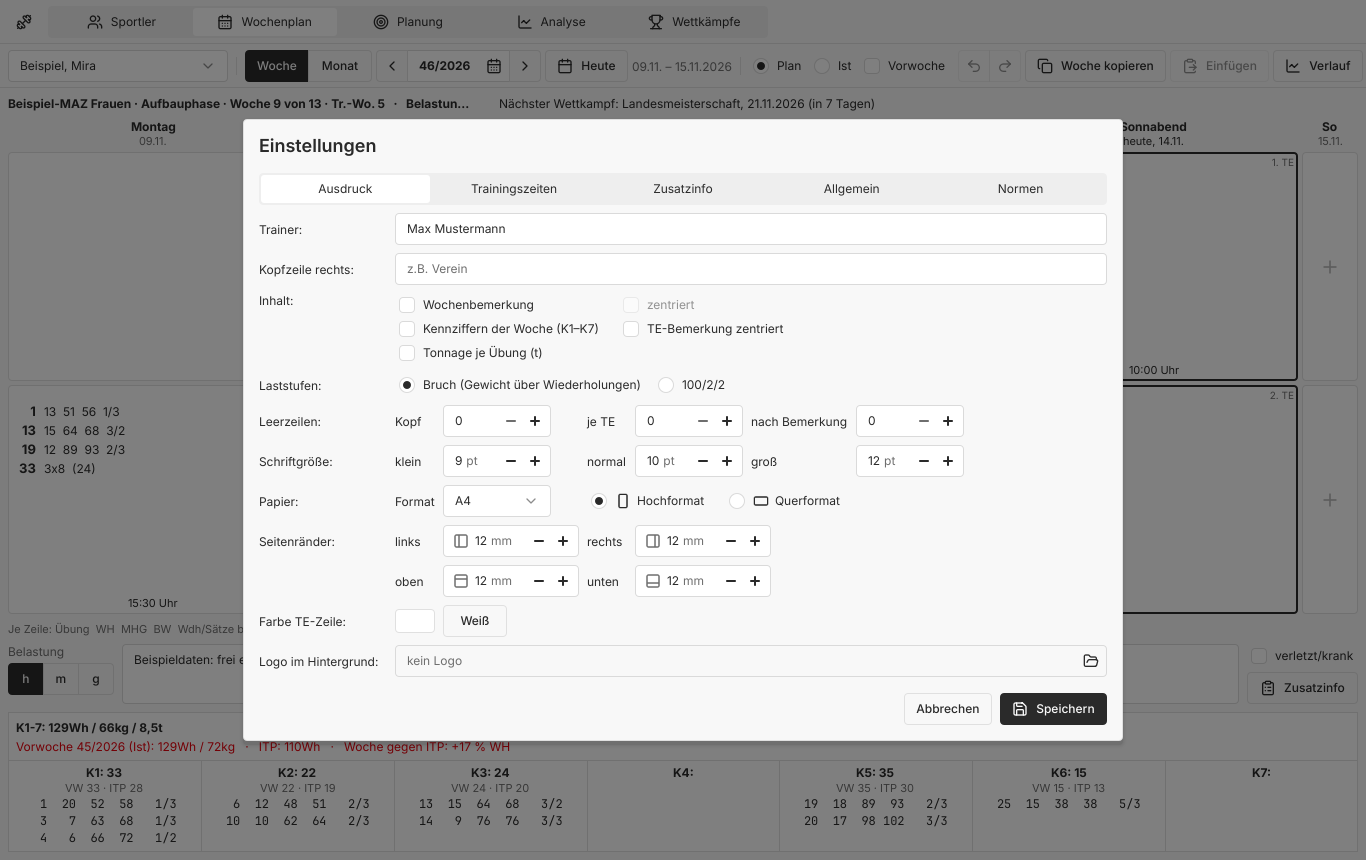 Sportler Wochenplan Planung Analyse Wettkämpfe
Beispiel, Mira Woche Monat 46/2026 Heute 09.11. – 15.11.2026 Plan Ist Vorwoche Woche kopieren Einfügen Verlauf
Beispiel-MAZ Frauen · Aufbauphase · Woche 9 von 13 · Tr.-Wo. 5 · Belastun... Nächster Wettkampf: Landesmeisterschaft, 21.11.2026 (in 7 Tagen)
Montag Sonnabend So
09.11. heute, 14.11. 15.11.
1. TE
10:00 Uhr
2. TE
1 13 51 56 1/3
13 15 64 68 3/2
19 12 89 93 2/3
33 3x8 (24)
15:30 Uhr
Je Zeile: Übung WH MHG BW Wdh/Sätze b
Belastung
h m g
Beispieldaten: frei e
verletzt/krank
Zusatzinfo
Einstellungen
Ausdruck Trainingszeiten Zusatzinfo Allgemein Normen
Trainer: Max Mustermann
Kopfzeile rechts: z.B. Verein
Inhalt: Wochenbemerkung zentriert
Kennziffern der Woche (K1–K7) TE-Bemerkung zentriert
Tonnage je Übung (t)
Laststufen: Bruch (Gewicht über Wiederholungen) 100/2/2
Leerzeilen: Kopf 0 je TE 0 nach Bemerkung 0
Schriftgröße: klein 9 pt normal 10 pt groß 12 pt
Papier: Format A4 Hochformat Querformat
Seitenränder: links 12 mm rechts 12 mm
oben 12 mm unten 12 mm
Farbe TE-Zeile: Weiß
Logo im Hintergrund: kein Logo
Abbrechen Speichern
K1-7: 129Wh / 66kg / 8,5t
Vorwoche 45/2026 (Ist): 129Wh / 72kg · ITP: 110Wh · Woche gegen ITP: +17 % WH
K1: 33 K2: 22 K3: 24 K4: K5: 35 K6: 15 K7:
VW 33 · ITP 28 VW 22 · ITP 19 VW 24 · ITP 20 VW 35 · ITP 30 VW 15 · ITP 13
1 20 52 58 1/3 6 12 48 51 2/3 13 15 64 68 3/2 19 18 89 93 2/3 25 15 38 38 5/3
3 7 63 68 1/3 10 10 62 64 2/3 14 9 76 76 3/3 20 17 98 102 3/3
4 6 66 72 1/2